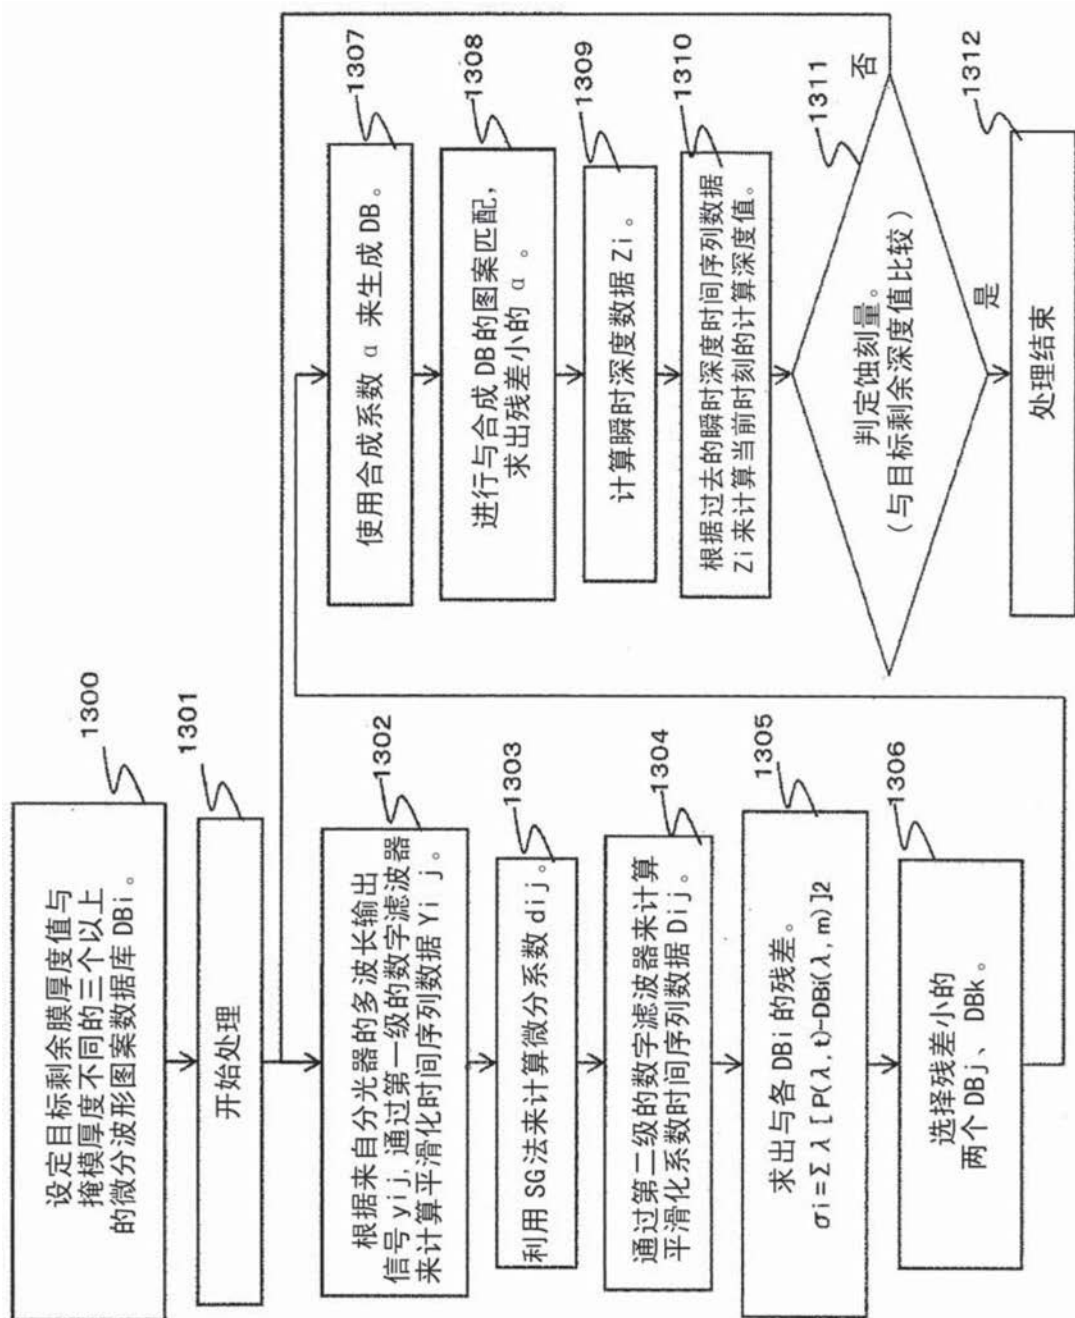 1300
设定目标剩余膜厚度值与
掩模厚度不同的三个以上
的微分波形图案数据库 DBi。
1301
开始处理
1302
根据来自分光器的多波长输出
信号 yij, 通过第一级的数字滤波器
来计算平滑化时间序列数据 Yi j。
1303
利用 SG法来计算微分系数 dij。
1304
通过第二级的数字滤波器来计算
平滑化系数时间序列数据 Dij。
1305
求出与各 DBi 的残差。
σi=Σλ [P(λ,t)-DBi(λ,m)]2
1306
选择残差小的
两个 DBj、DBk。
1307
使用合成系数 α 来生成 DB。
1308
进行与合成 DB的图案匹配,
求出残差小的 α 。
1309
计算瞬时深度数据 Zi。
1310
根据过去的瞬时深度时间序列数据
Zi 来计算当前时刻的计算深度值。
1311
判定蚀刻量。
(与目标剩余深度值比较)
否
是
1312
处理结束